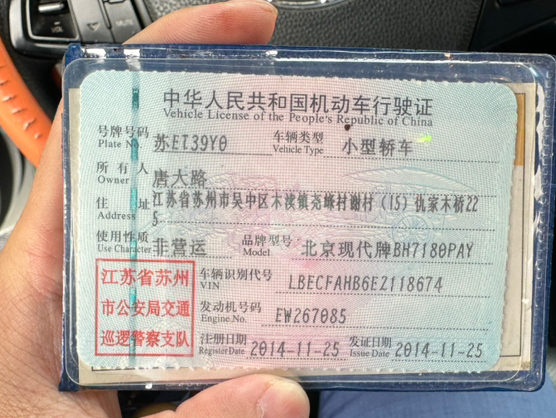 中华人民共和国机动车行驶证
Vehicle License of the People's Republic of China
号牌号码 苏ET39Y0 车辆类型 小型轿车
Plate No. Vehicle Type
所有人 唐大路
Owner
住址 江苏省苏州市吴中区木渎镇尧峰村谢村(15)仇家木桥22
Address 5
使用性质 非营运 品牌型号 北京现代牌BH7180PAY
Use Character Model
江苏省苏州
市公安局交通
巡逻警察支队
车辆识别代号 LBECFAHB6EZ118674
VIN
发动机号码 EW267085
Engine.No.
注册日期 2014-11-25 发证日期 2014-11-25
Register Date Issue Date